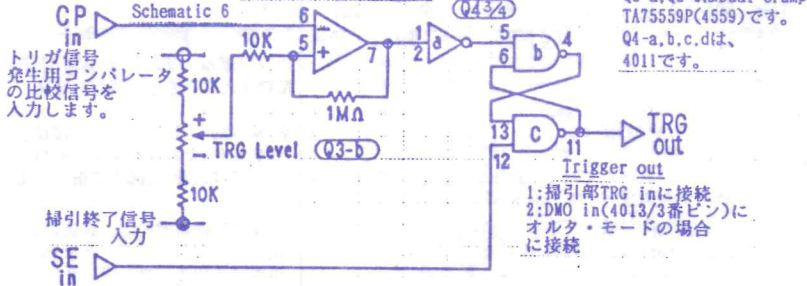 CP in
Schematic 6
トリガ信号
発生用コンパレータ
の比較信号を
入力します。
10K
+
− TRG Level
Q3-b
10K
掃引終了信号
入力
SE in
10K
6
5
−
+
7
1MΩ
Q4¾
1
2
a
5
6
b
4
13
12
C
11
TRG out
Trigger out
1;掃引部TRG inに接続
2;DMO in(4013/3番ピン)に
オルタ・モードの場合
に接続
TA75559P(4559)です。
Q4-a,b,c,dは、
4011です。